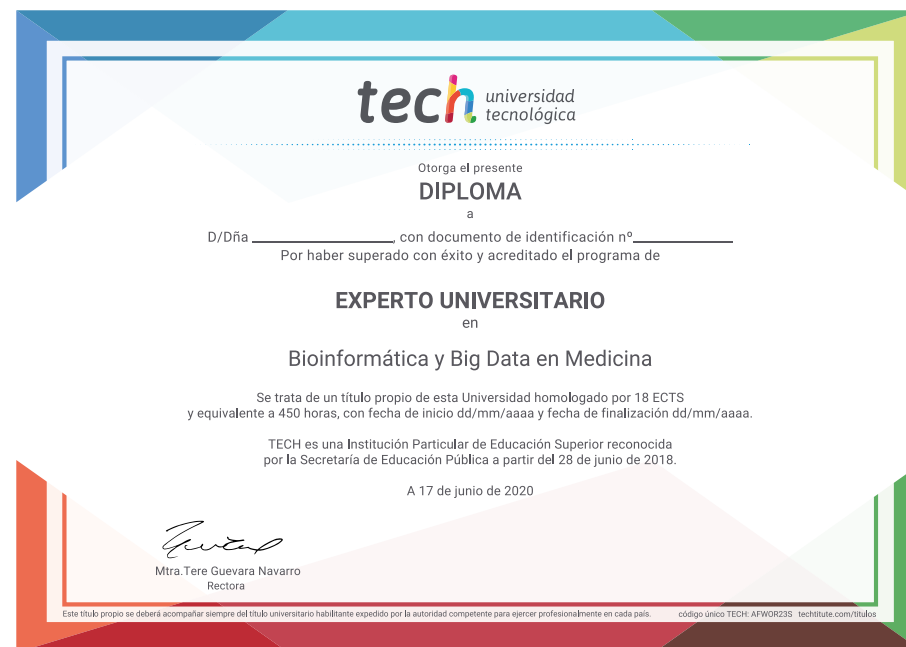 tech universidad
tecnológica
Otorga el presente
DIPLOMA
a
D/Dña ____________________, con documento de identificación nº______________
Por haber superado con éxito y acreditado el programa de
EXPERTO UNIVERSITARIO
en
Bioinformática y Big Data en Medicina
Se trata de un título propio de esta Universidad homologado por 18 ECTS
y equivalente a 450 horas, con fecha de inicio dd/mm/aaaa y fecha de finalización dd/mm/aaaa.
TECH es una Institución Particular de Educación Superior reconocida
por la Secretaría de Educación Pública a partir del 28 de junio de 2018.
A 17 de junio de 2020
Mtra.Tere Guevara Navarro
Rectora
Este título propio se deberá acompañar siempre del título universitario habilitante expedido por la autoridad competente para ejercer profesionalmente en cada país. código único TECH: AFWOR23S techtitute.com/titulos